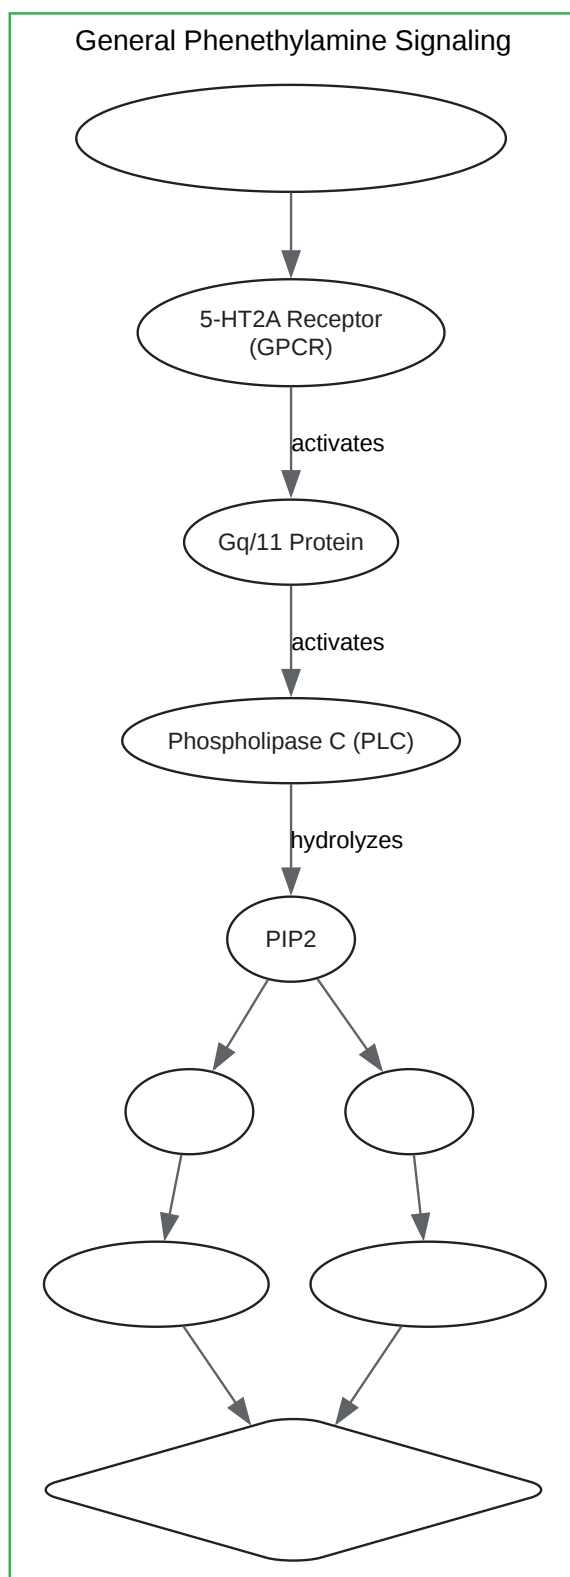 General Phenethylamine Signaling
5-HT2A Receptor
(GPCR)
activates
Gq/11 Protein
activates
Phospholipase C (PLC)
hydrolyzes
PIP2